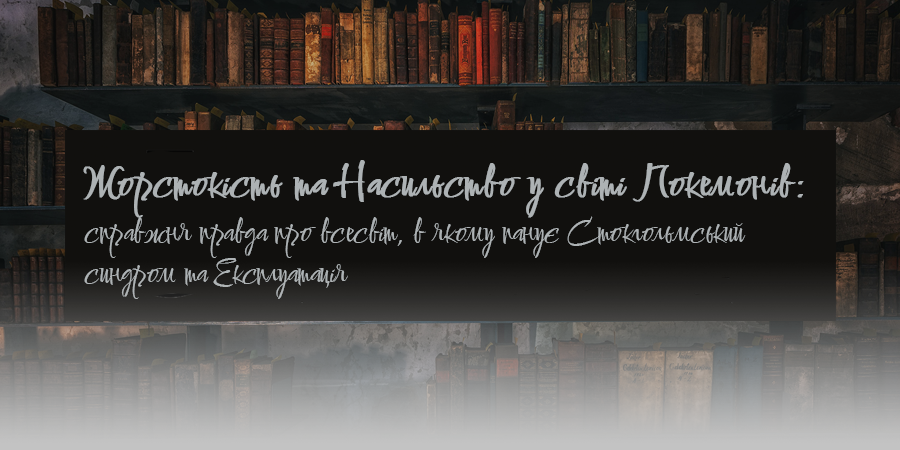 Жорстокість та Насильство у світі Покемонів:
справжня правда про всесвіт, в якому панує Стокгольмський
синдром та Експлуатація